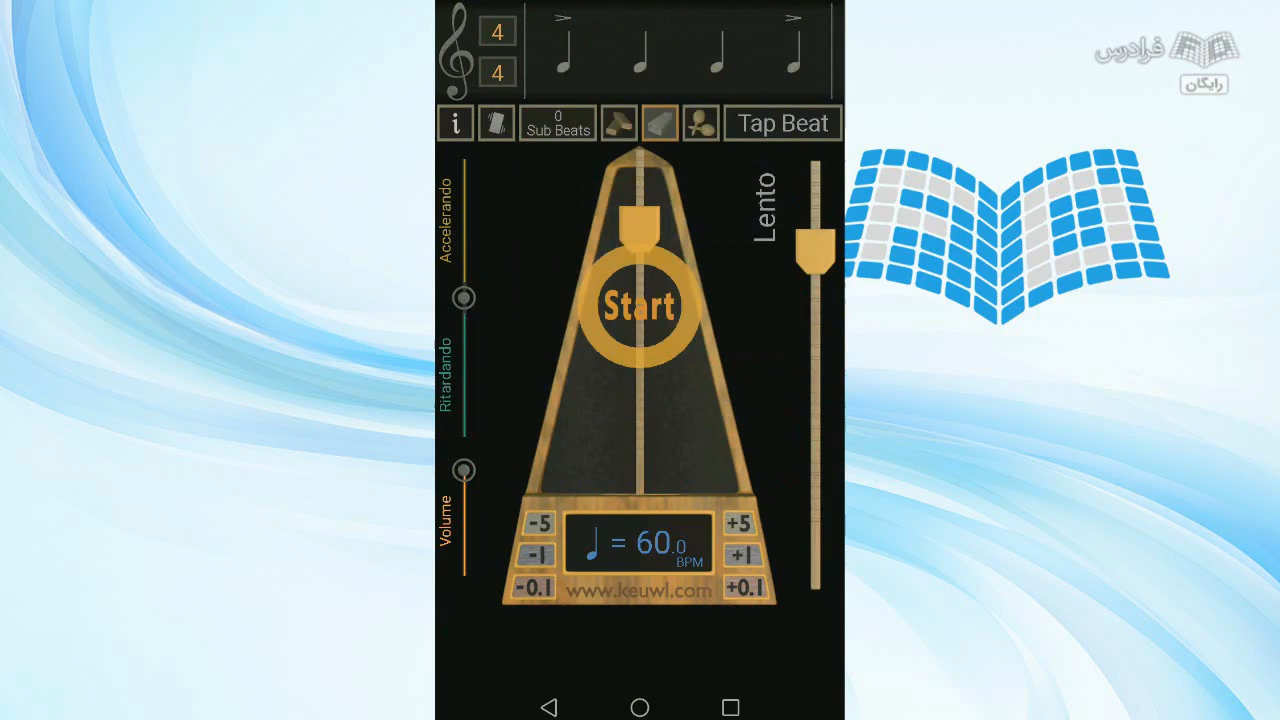 4
4
فرادرس
رایگان
i
0
Sub Beats
Tap Beat
Accelerando
Lento
Start
Ritardando
Volume
-5
+5
= 60.0
BPM
-1
+1
-0.1
www.keuwl.com
+0.1